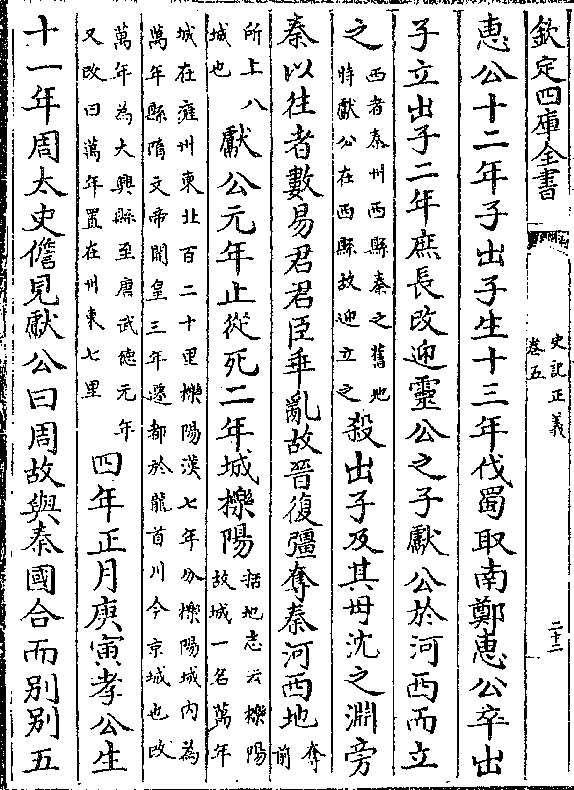 欽定四庫全書
史記正義
卷五
二十二
惠公十二年子出子生十三年伐蜀取南鄭惠公卒出
子立出子二年庶長改迎靈公之子獻公於河西而立
之
西者秦州西縣秦之舊地
時獻公在西縣故迎立之
殺出子及其母沈之淵旁
秦以往者數易君君臣乖亂故晉復彊奪秦河西地
奪
前
所上八
城也
獻公元年止從死二年城櫟陽
括地志云櫟陽
故城一名萬年
城在雍州東北百二十里櫟陽漢七年分櫟陽城內為
萬年縣隋文帝開皇三年遷都於龍首川今京城也改
萬年為大興縣至唐武德元年
又改曰萬年置在州東七里
四年正月庚寅孝公生
十一年周太史儋見獻公曰周故與秦國合而别别五